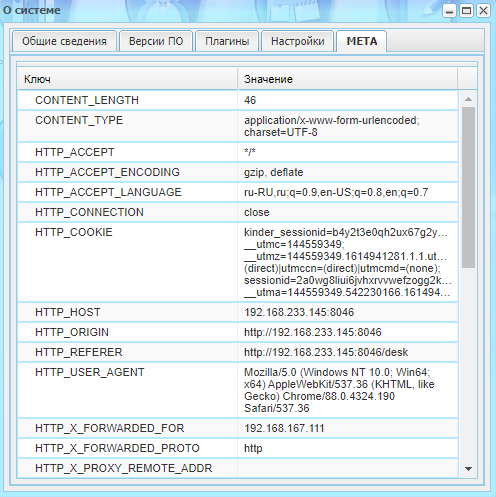 О системе
Общие сведения Версии ПО Плагины Настройки META
Ключ Значение
CONTENT_LENGTH 46
CONTENT_TYPE application/x-www-form-urlencoded;
charset=UTF-8
HTTP_ACCEPT */*
HTTP_ACCEPT_ENCODING gzip, deflate
HTTP_ACCEPT_LANGUAGE ru-RU,ru;q=0.9,en-US;q=0.8,en;q=0.7
HTTP_CONNECTION close
HTTP_COOKIE kinder_sessionid=b4y2t3e0qh2ux67g2y...
__utmc=144559349;
__utmz=144559349.1614941281.1.1.ut...
(direct)|utmccn=(direct)|utmcmd=(none);
sessionid=2a0wg8liui6jvhxrvvwefzogg2k...
__utma=144559349.542230166.161494...
HTTP_HOST 192.168.233.145:8046
HTTP_ORIGIN http://192.168.233.145:8046
HTTP_REFERER http://192.168.233.145:8046/desk
HTTP_USER_AGENT Mozilla/5.0 (Windows NT 10.0; Win64;
x64) AppleWebKit/537.36 (KHTML, like
Gecko) Chrome/88.0.4324.190
Safari/537.36
HTTP_X_FORWARDED_FOR 192.168.167.111
HTTP_X_FORWARDED_PROTO http
HTTP_X_PROXY_REMOTE_ADDR